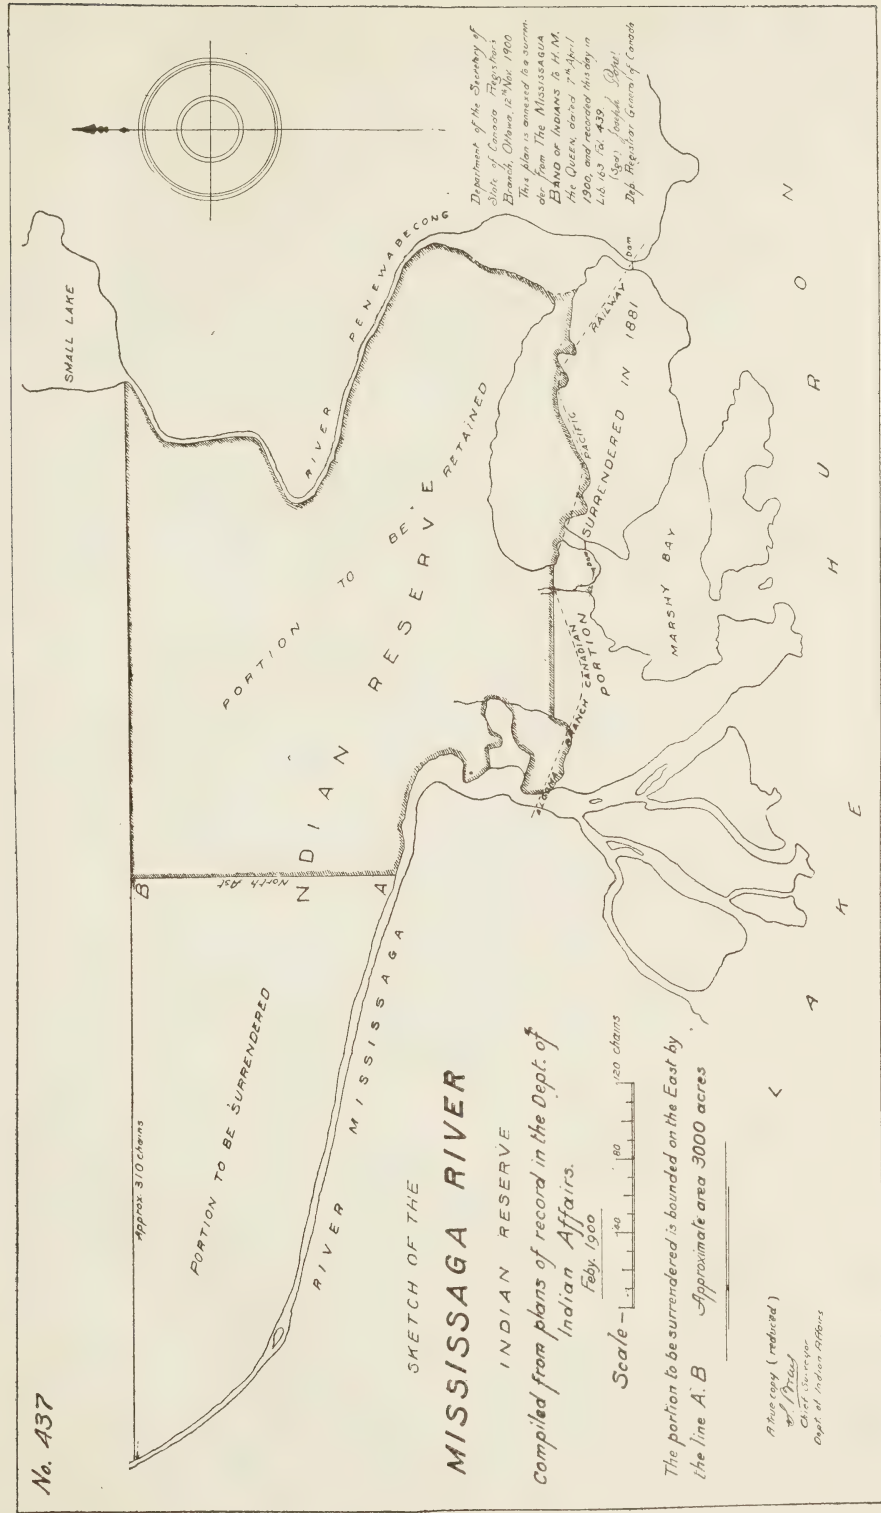 No. 437
SMALL LAKE
RIVER PENEWABECONG
Department of the Secretary of
State of Canada Registrar's
Branch, Ottawa, 12th Nov. 1900
This plan is annexed to a surren-
der from The MISSISSAGUA
BAND OF INDIANS to H.M.
the QUEEN, dated 7th April
1900, and recorded this day in
Lib. 163 Fol. 439.
(Sgd) Joseph
Dep. Registrar General of Canada
Approx. 310 chains
PORTION TO BE SURRENDERED
B
North Ast
A
PORTION TO BE RETAINED
INDIAN RESERVE
RIVER MISSISSAGA
ALGOMA BRANCH CANADIAN PACIFIC RAILWAY
PORTION SURRENDERED IN 1881
Dam
MARSHY BAY
LAKE HURON
SKETCH OF THE
MISSISSAGA RIVER
INDIAN RESERVE
Compiled from plans of record in the Dept. of
Indian Affairs.
Feby. 1900
Scale
40 80 120 chains
The portion to be surrendered is bounded on the East by
the line A.B Approximate area 3000 acres
A true copy (reduced)
Bray
Chief Surveyor
Dept. of Indian Affairs